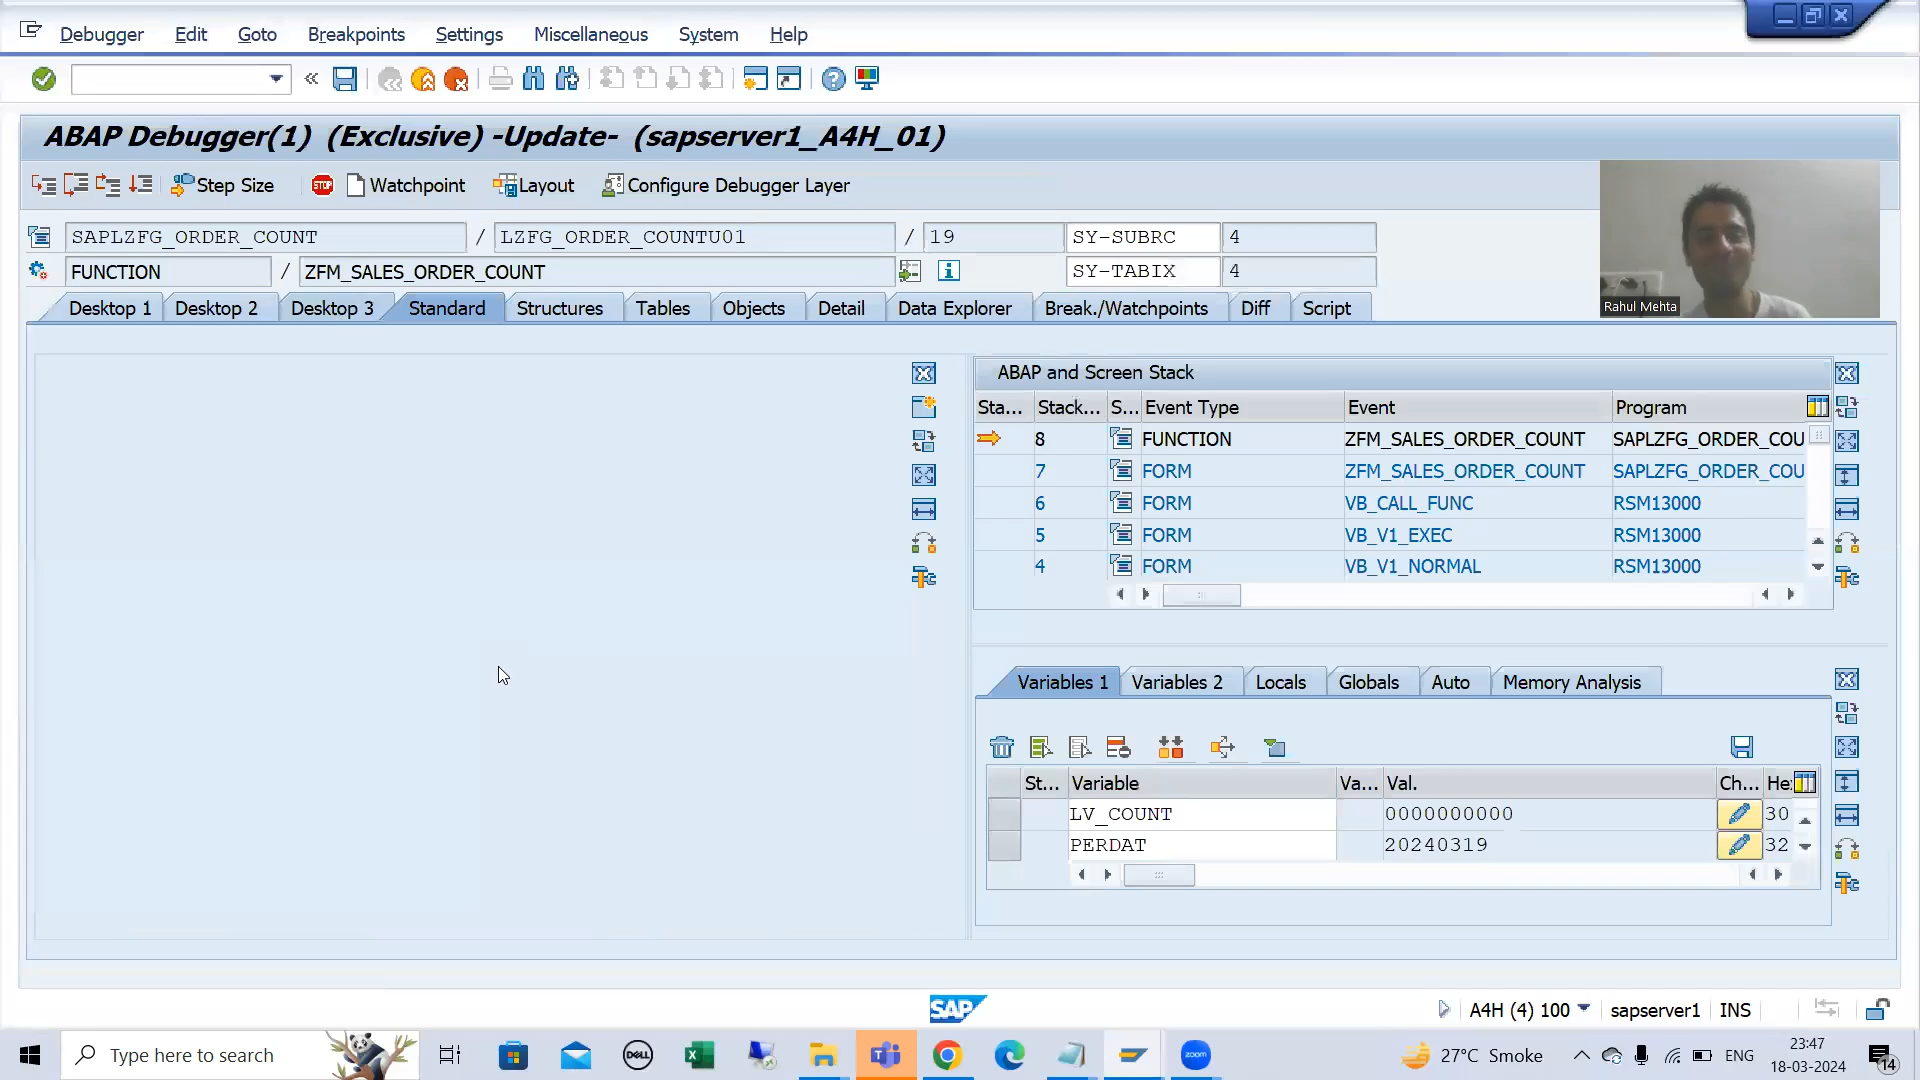 Debugger Edit Goto Breakpoints Settings Miscellaneous System Help
ABAP Debugger(1) (Exclusive) -Update- (sapserver1_A4H_01)
Step Size STOP Watchpoint Layout Configure Debugger Layer
SAPLZFG_ORDER_COUNT / LZFG_ORDER_COUNTU01 / 19 SY-SUBRC 4
FUNCTION / ZFM_SALES_ORDER_COUNT SY-TABIX 4
Rahul Mehta
Desktop 1 Desktop 2 Desktop 3 Standard Structures Tables Objects Detail Data Explorer Break./Watchpoints Diff Script
ABAP and Screen Stack
Sta... Stack... S... Event Type Event Program
8 FUNCTION ZFM_SALES_ORDER_COUNT SAPLZFG_ORDER_COU
7 FORM ZFM_SALES_ORDER_COUNT SAPLZFG_ORDER_COU
6 FORM VB_CALL_FUNC RSM13000
5 FORM VB_V1_EXEC RSM13000
4 FORM VB_V1_NORMAL RSM13000
Variables 1 Variables 2 Locals Globals Auto Memory Analysis
St... Variable Va... Val. Ch... He
LV_COUNT 0000000000 30
PERDAT 20240319 32
SAP A4H (4) 100 sapserver1 INS
Type here to search DELL zoom 27°C Smoke ENG 23:47
18-03-2024 14